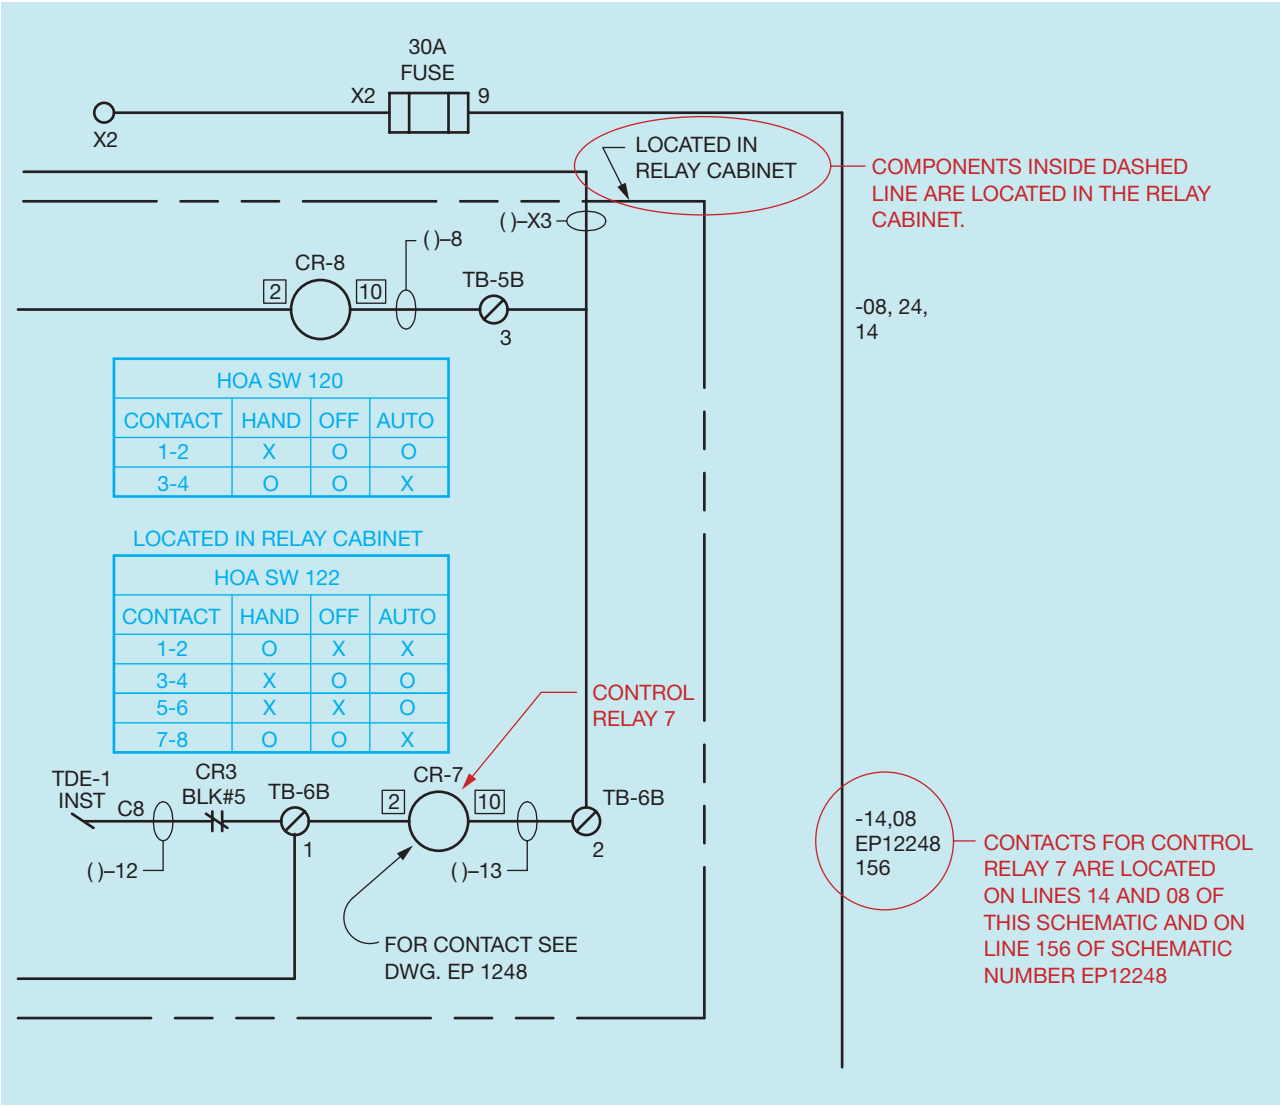 30A
FUSE
X2
9
X2
LOCATED IN
RELAY CABINET
COMPONENTS INSIDE DASHED
LINE ARE LOCATED IN THE RELAY
CABINET.
( )–X3
( )–8
CR-8
2
10
TB-5B
3
-08, 24,
14
HOA SW 120
CONTACT HAND OFF AUTO
1-2 X O O
3-4 O O X
LOCATED IN RELAY CABINET
HOA SW 122
CONTACT HAND OFF AUTO
1-2 O X X
3-4 X O O
5-6 X X O
7-8 O O X
CONTROL
RELAY 7
TDE-1
INST
C8
CR3
BLK#5
TB-6B
1
CR-7
2
10
TB-6B
2
( )–12
( )–13
FOR CONTACT SEE
DWG. EP 1248
-14,08
EP12248
156
CONTACTS FOR CONTROL
RELAY 7 ARE LOCATED
ON LINES 14 AND 08 OF
THIS SCHEMATIC AND ON
LINE 156 OF SCHEMATIC
NUMBER EP12248